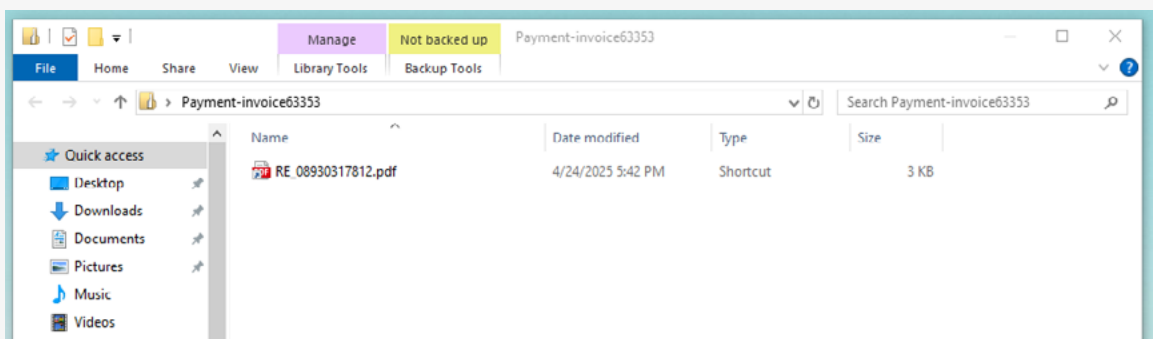 Manage Not backed up Payment-invoice63353
File Home Share View Library Tools Backup Tools
Payment-invoice63353 Search Payment-invoice63353
Name Date modified Type Size
Quick access
RE_08930317812.pdf 4/24/2025 5:42 PM Shortcut 3 KB
Desktop
Downloads
Documents
Pictures
Music
Videos